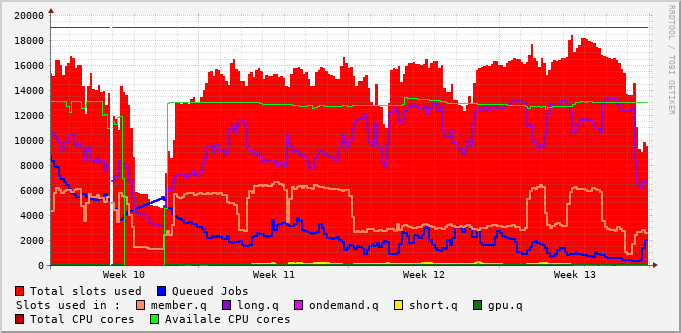 20000
18000
16000
14000
12000
10000
8000
6000
4000
2000
0
Week 10 Week 11 Week 12 Week 13
RRDTOOL / TOBI OETIKER
Total slots used Queued Jobs
Slots used in : member.q long.q ondemand.q short.q gpu.q
Total CPU cores Availale CPU cores